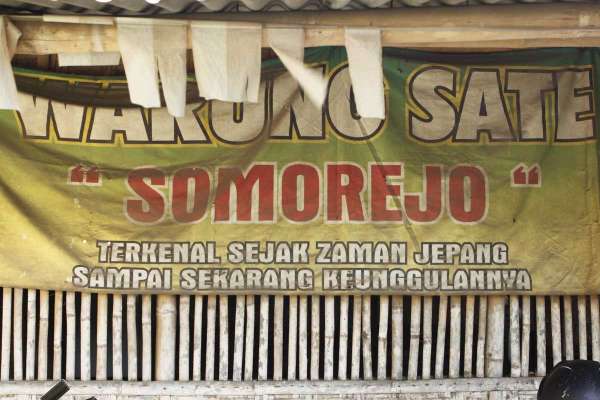 WARUNG SATE
" SOMOREJO "
TERKENAL SEJAK ZAMAN JEPANG
SAMPAI SEKARANG KEUNGGULANNYA